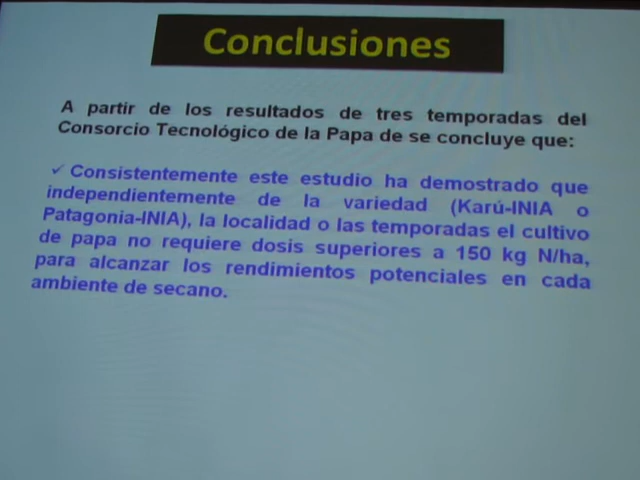 Conclusiones
A partir de los resultados de tres temporadas del
Consorcio Tecnológico de la Papa de se concluye que:
✓ Consistentemente este estudio ha demostrado que
independientemente de la variedad (Karú-INIA o
Patagonia-INIA), la localidad o las temporadas el cultivo
de papa no requiere dosis superiores a 150 kg N/ha,
para alcanzar los rendimientos potenciales en cada
ambiente de secano.